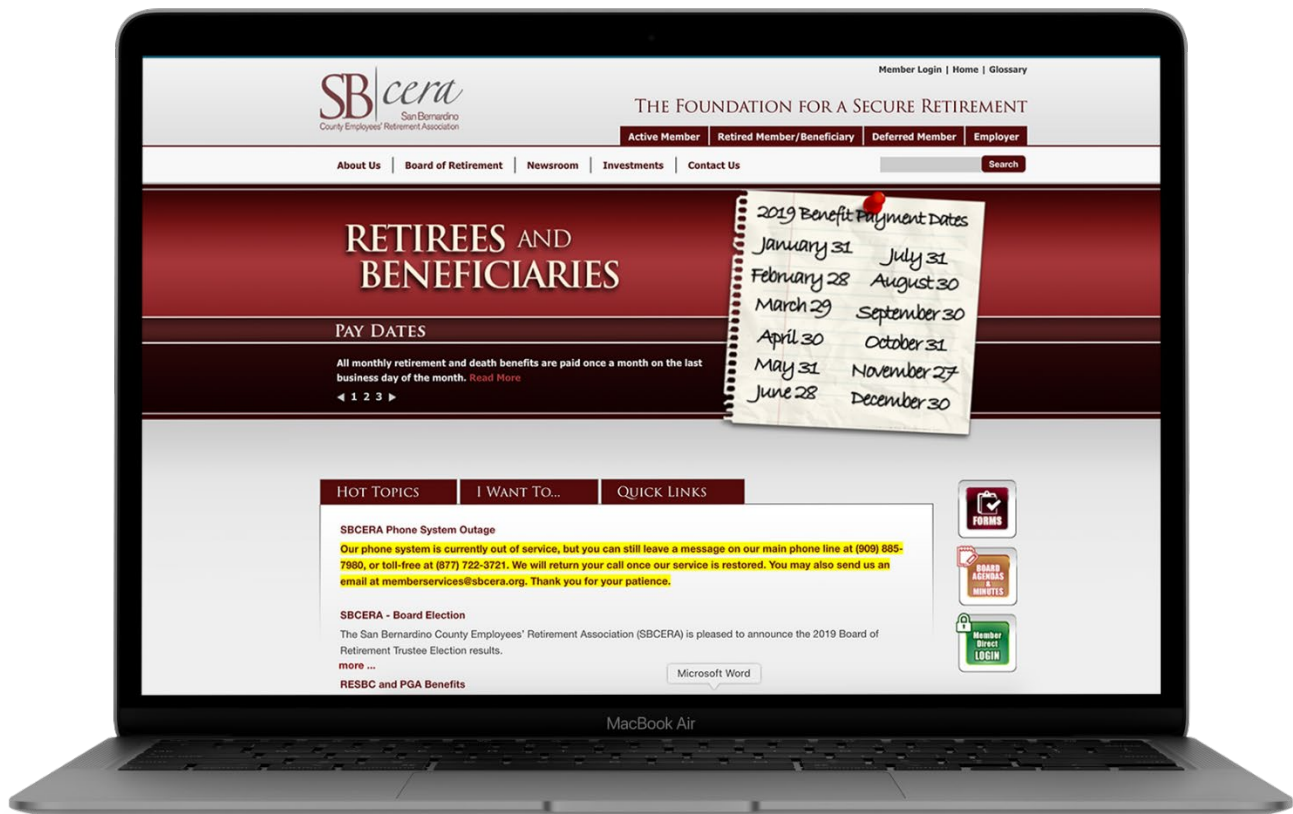 Member Login | Home | Glossary
SB cera
San Bernardino
County Employees' Retirement Association
THE FOUNDATION FOR A SECURE RETIREMENT
Active Member | Retired Member/Beneficiary | Deferred Member | Employer
About Us | Board of Retirement | Newsroom | Investments | Contact Us
Search
RETIREES AND
BENEFICIARIES
PAY DATES
All monthly retirement and death benefits are paid once a month on the last
business day of the month. Read More
1 2 3
2019 Benefit Payment Dates
January 31
February 28
March 29
April 30
May 31
June 28
July 31
August 30
September 30
October 31
November 27
December 30
HOT TOPICS
I WANT TO...
QUICK LINKS
SBCERA Phone System Outage
Our phone system is currently out of service, but you can still leave a message on our main phone line at (909) 885-
7980, or toll-free at (877) 722-3721. We will return your call once our service is restored. You may also send us an
email at memberservices@sbcera.org. Thank you for your patience.
SBCERA - Board Election
The San Bernardino County Employees' Retirement Association (SBCERA) is pleased to announce the 2019 Board of
Retirement Trustee Election results.
more ...
RESBC and PGA Benefits
FORMS
BOARD
AGENDAS
&
MINUTES
Member
Direct
LOGIN
Microsoft Word
MacBook Air